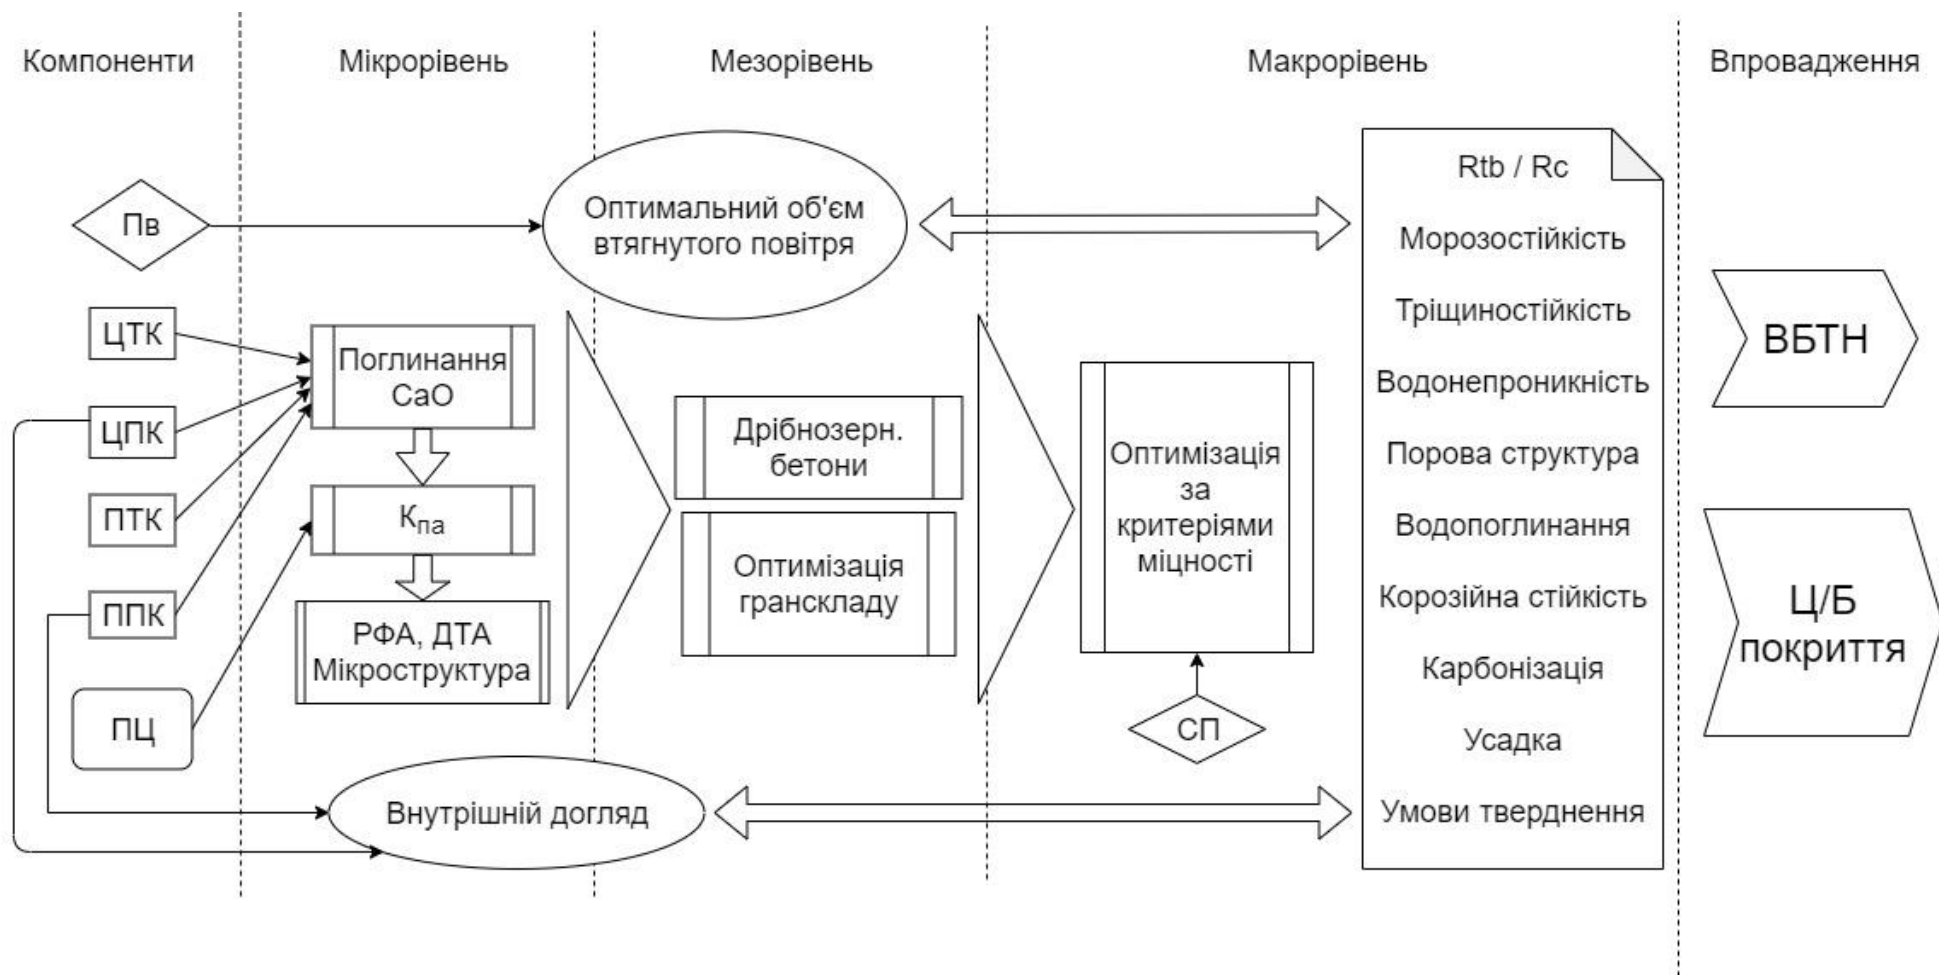 Компоненти
Мікрорівень
Мезорівень
Макрорівень
Впровадження
Пв
ЦТК
ЦПК
ПТК
ППК
ПЦ
Поглинання
CaO
Кпа
РФА, ДТА
Мікроструктура
Оптимальний об'єм
втягнутого повітря
Дрібнозерн.
бетони
Оптимізація
гранскладу
Внутрішній догляд
Оптимізація
за
критеріями
міцності
СП
Rtb / Rc
Морозостійкість
Тріщиностійкість
Водонепроникність
Порова структура
Водопоглинання
Корозійна стійкість
Карбонізація
Усадка
Умови тверднення
ВБТН
Ц/Б
покриття